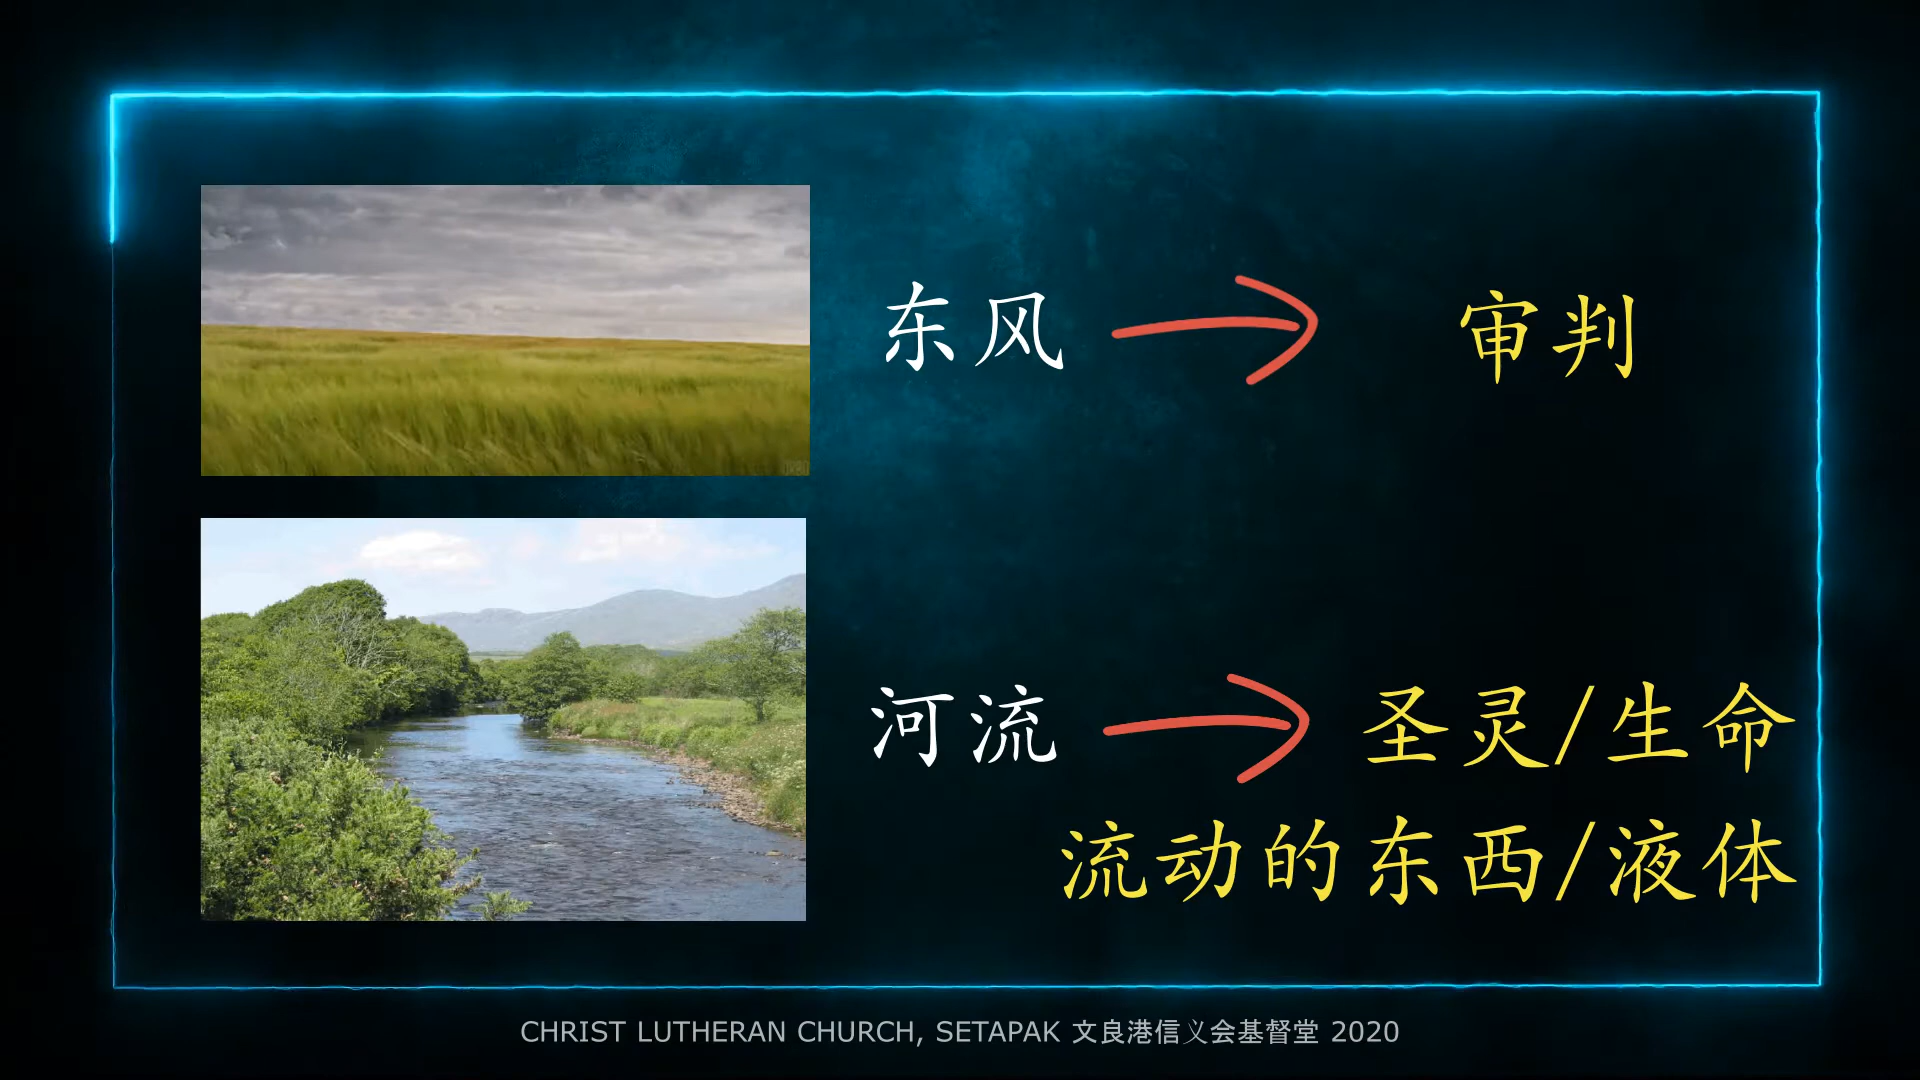 东风 审判
河流 圣灵/生命
流动的东西/液体
CHRIST LUTHERAN CHURCH, SETAPAK 文良港信义会基督堂 2020